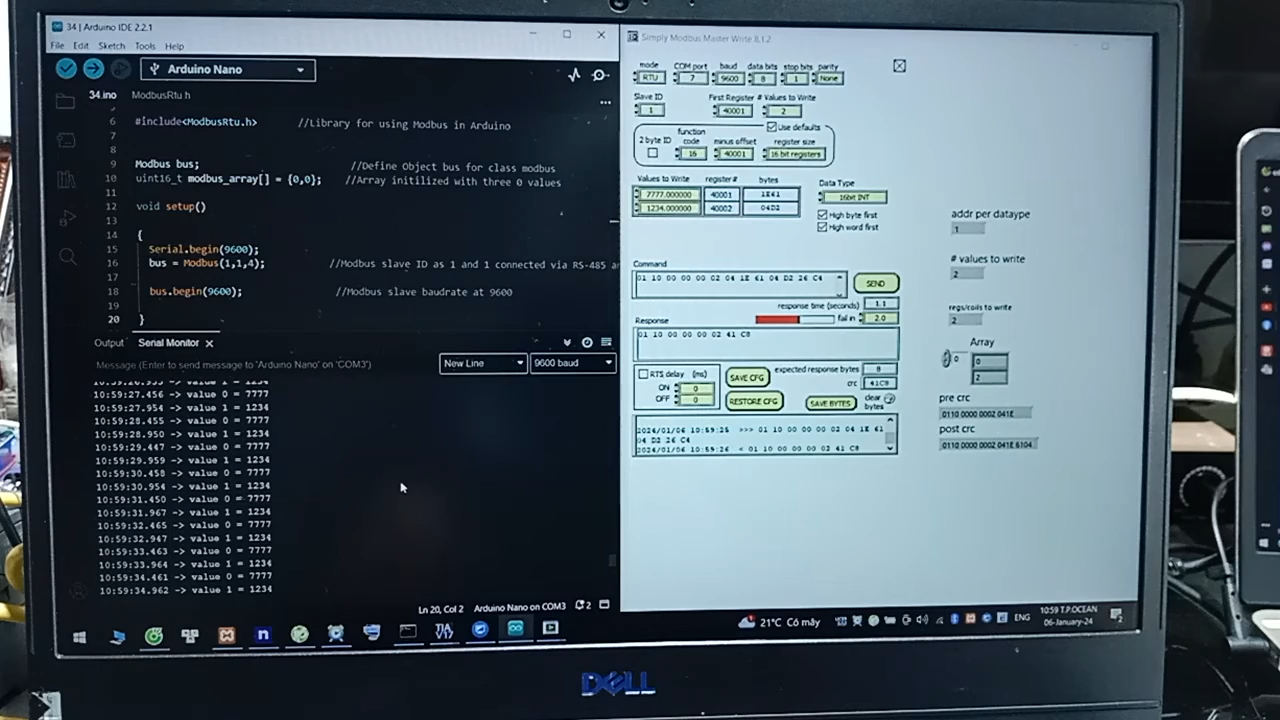 34 | Arduino IDE 2.2.1
File Edit Sketch Tools Help
Arduino Nano
34.ino ModbusRtu.h
6 #include<ModbusRtu.h> //Library for using Modbus in Arduino
7
8
9 Modbus bus; //Define Object bus for class modbus
10 uint16_t modbus_array[] = {0,0}; //Array initilized with three 0 values
11
12 void setup()
13
14 {
15 Serial.begin(9600);
16 bus = Modbus(1,1,4); //Modbus slave ID as 1 and 1 connected via RS-485
17
18 bus.begin(9600); //Modbus slave baudrate at 9600
19
20 }
Output Serial Monitor
Message (Enter to send message to 'Arduino Nano' on 'COM3')
New Line 9600 baud
10:59:27.456 -> value 0 = 7777
10:59:27.954 -> value 1 = 1234
10:59:28.455 -> value 0 = 7777
10:59:28.950 -> value 1 = 1234
10:59:29.447 -> value 0 = 7777
10:59:29.959 -> value 1 = 1234
10:59:30.458 -> value 0 = 7777
10:59:30.954 -> value 1 = 1234
10:59:31.450 -> value 0 = 7777
10:59:31.967 -> value 1 = 1234
10:59:32.465 -> value 0 = 7777
10:59:32.947 -> value 1 = 1234
10:59:33.463 -> value 0 = 7777
10:59:33.964 -> value 1 = 1234
10:59:34.461 -> value 0 = 7777
10:59:34.962 -> value 1 = 1234
Ln 20, Col 2 Arduino Nano on COM3 2
Simply Modbus Master Write 8.1.2
mode COM port baud data bits stop bits parity
RTU 7 9600 8 1 None
Slave ID First Register # Values to Write
1 40001 2
Use defaults
2 byte ID function code minus offset register size
16 40001 16 bit registers
Values to Write register # bytes Data Type
7777.000000 40001 1E61 16bit INT
1234.000000 40002 04D2
High byte first
High word first
Command
01 10 00 00 00 02 04 1E 61 04 D2 26 C4
SEND
response time (seconds) 1.1
fail in 2.0
Response
01 10 00 00 00 02 41 C8
RTS delay (ms)
ON 0
OFF 0
SAVE CFG
RESTORE CFG
expected response bytes 8
crc 41C8
SAVE BYTES
clear bytes
2024/01/06 10:59:25 >>> 01 10 00 00 00 02 04 1E 61
04 D2 26 C4
2024/01/06 10:59:26 < 01 10 00 00 00 02 41 C8
addr per dataype
1
# values to write
2
regs/coils to write
2
Array
0 0
2
pre crc
0110 0000 0002 041E
post crc
0110 0000 0002 041E 6104
21°C Có mây
ENG
10:59 T.P.OCEAN
06-January-24
DELL